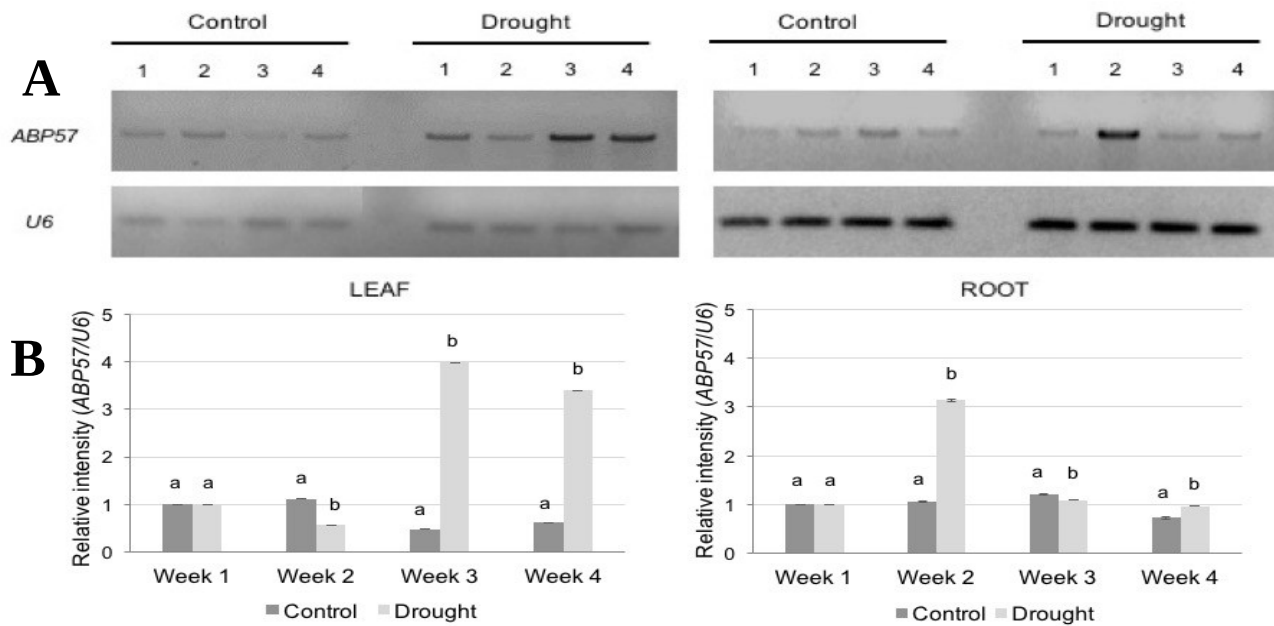 Control Drought Control Drought
1 2 3 4 1 2 3 4 1 2 3 4 1 2 3 4
A
ABP57
U6
B
LEAF
Relative intensity (ABP57/U6)
5
4
3
2
1
0
a a a b a b a b
Week 1 Week 2 Week 3 Week 4
Control Drought
ROOT
Relative intensity (ABP57/U6)
5
4
3
2
1
0
a a a b a b a b
Week 1 Week 2 Week 3 Week 4
Control Drought